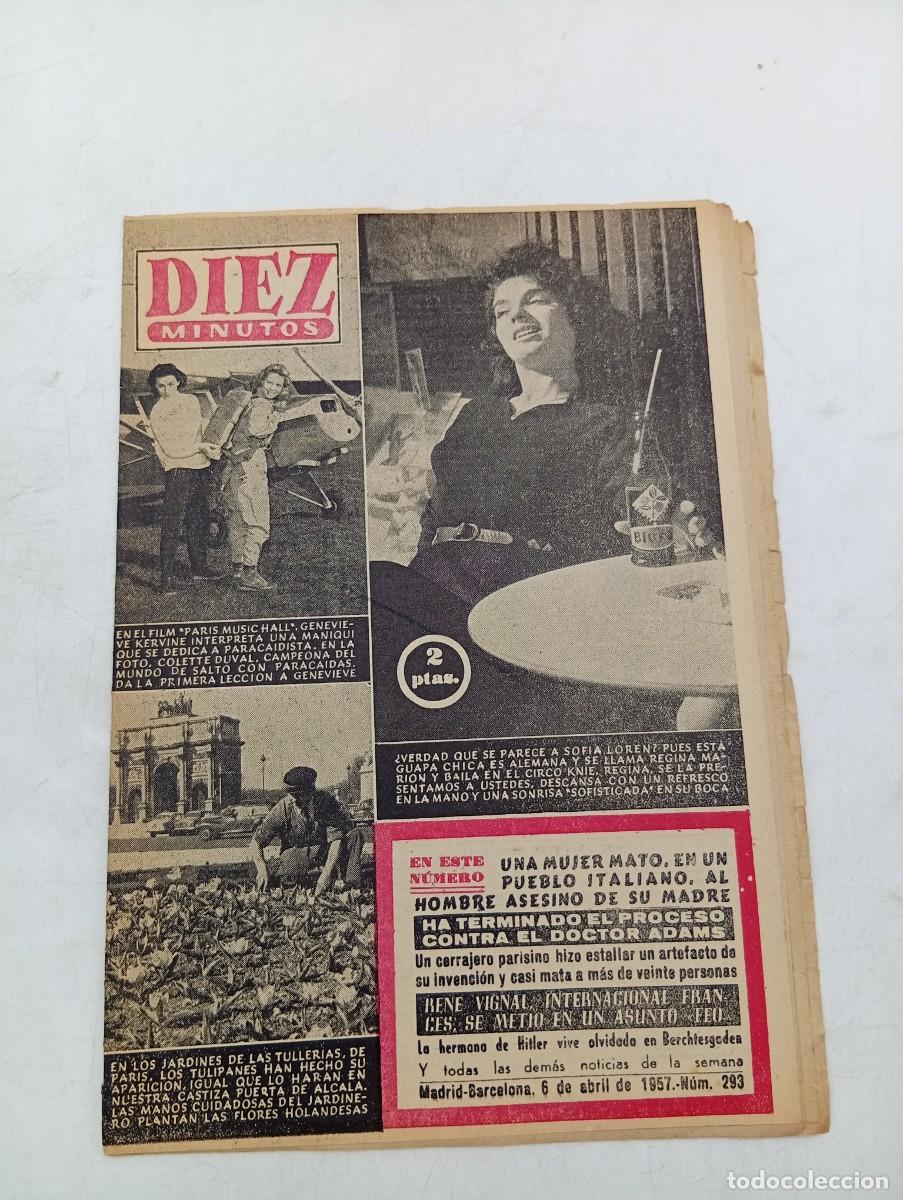 DIEZ
MINUTOS
EN EL FILM "PARIS MUSIC HALL", GENEVIE-
VE KERVINE INTERPRETA UNA MANIQUI
QUE SE DEDICA A PARACAIDISTA. EN LA
FOTO, COLETTE DUVAL, CAMPEONA DEL
MUNDO DE SALTO CON PARACAIDAS,
DA LA PRIMERA LECCION A GENEVIEVE
2
ptas.
¿VERDAD QUE SE PARECE A SOFIA LOREN? PUES ESTA
GUAPA CHICA ES ALEMANA Y SE LLAMA REGINA MA-
RION Y BAILA EN EL CIRCO KNIE. REGINA, SE LA PRE-
SENTAMOS A USTEDES, DESCANSA CON UN REFRESCO
EN LA MANO Y UNA SONRISA "SOFISTICADA" EN SU BOCA
EN LOS JARDINES DE LAS TULLERIAS, DE
PARIS, LOS TULIPANES HAN HECHO SU
APARICION, IGUAL QUE LO HARAN EN
NUESTRA CASTIZA PUERTA DE ALCALA.
LAS MANOS CUIDADOSAS DEL JARDINE-
RO PLANTAN LAS FLORES HOLANDESAS
EN ESTE
NÚMERO
UNA MUJER MATO, EN UN
PUEBLO ITALIANO, AL
HOMBRE ASESINO DE SU MADRE
HA TERMINADO EL PROCESO
CONTRA EL DOCTOR ADAMS
Un cerrajero parisino hizo estallar un artefacto de
su invención y casi mata a más de veinte personas
RENE VIGNAL, INTERNACIONAL FRAN-
CES, SE METIO EN UN ASUNTO «FEO»
La hermana de Hitler vive olvidada en Berchtesgaden
Y todas las demás noticias de la semana
Madrid-Barcelona, 6 de abril de 1957.-Núm. 293
todocoleccion